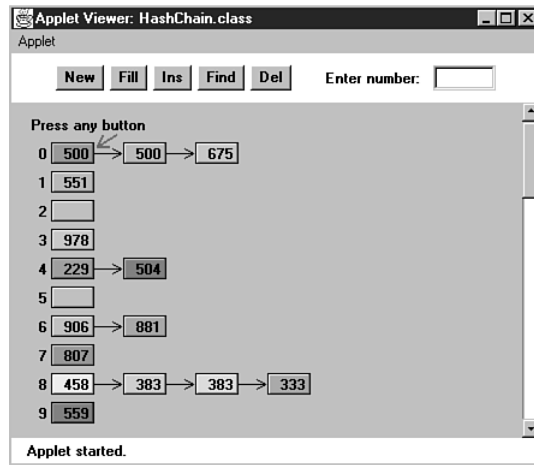 Applet Viewer: HashChain.class
Applet
New Fill Ins Find Del Enter number:
Press any button
0 500 500 675
1 551
2
3 978
4 229 504
5
6 906 881
7 807
8 458 383 383 333
9 559
Applet started.